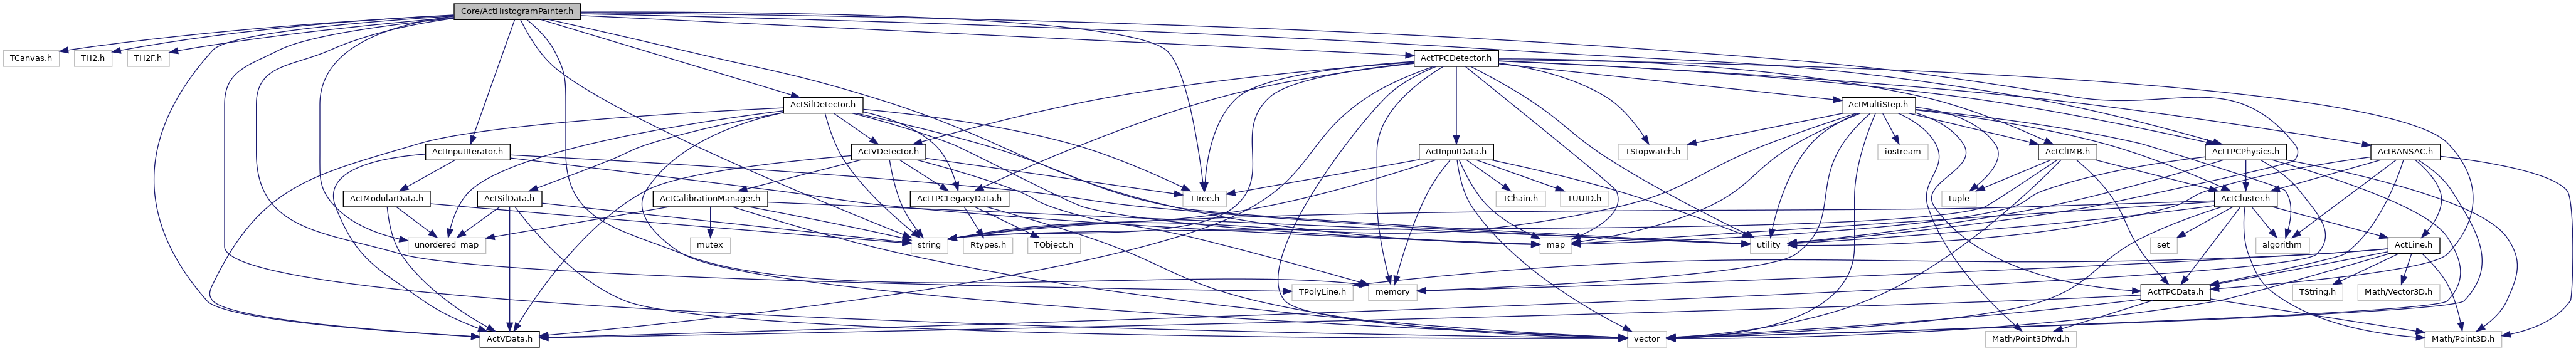 Core/ActHistogramPainter.h
TCanvas.h
TH2.h
TH2F.h
ActTPCDetector.h
ActSilDetector.h
ActMultiStep.h
ActInputIterator.h
ActVDetector.h
ActInputData.h
TStopwatch.h
iostream
ActClIMB.h
ActTPCPhysics.h
ActRANSAC.h
ActModularData.h
ActSilData.h
ActCalibrationManager.h
ActTPCLegacyData.h
TTree.h
TChain.h
TUUID.h
tuple
ActCluster.h
unordered_map
mutex
string
Rtypes.h
TObject.h
map
utility
set
algorithm
ActLine.h
TPolyLine.h
memory
ActTPCData.h
TString.h
Math/Vector3D.h
ActVData.h
vector
Math/Point3Dfwd.h
Math/Point3D.h